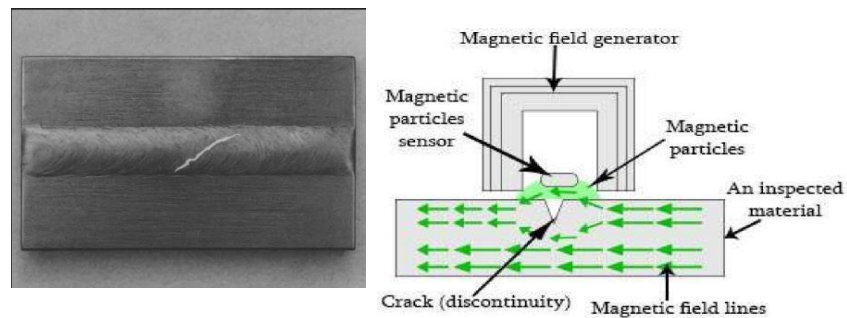 Magnetic field generator
Magnetic
particles
sensor
Magnetic
particles
An inspected
material
Crack (discontinuity)
Magnetic field lines